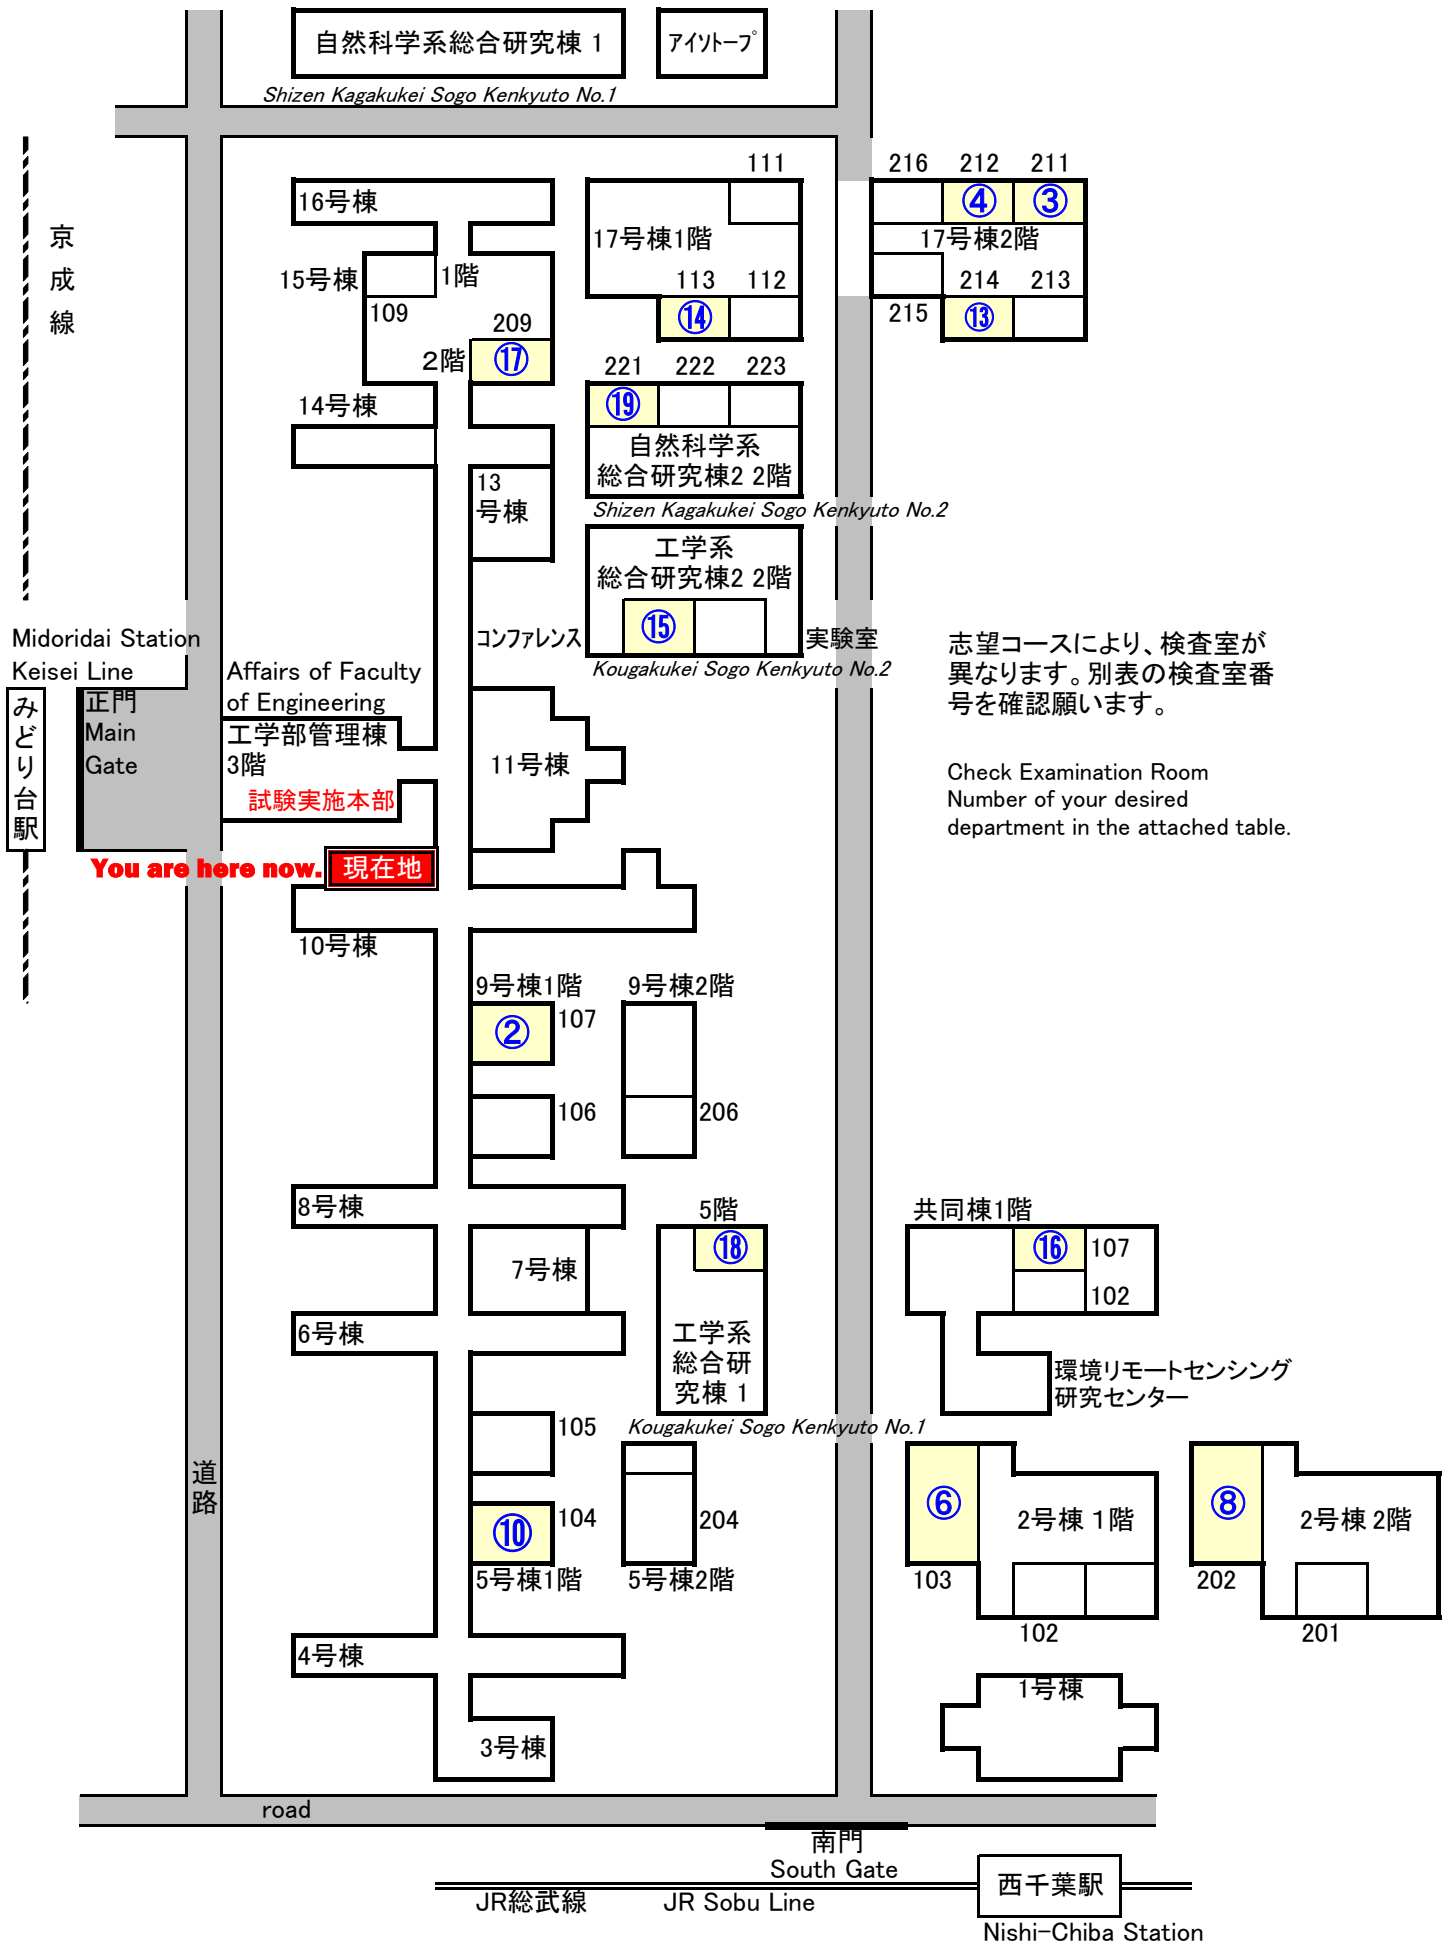 自然科学系総合研究棟 1
アイソトープ
Shizen Kagakukei Sogo Kenkyuto No.1
京成線
16号棟
15号棟
1階
109
209
2階
⑰
14号棟
13
号棟
111
17号棟1階
113
112
⑭
216
212
211
④
③
17号棟2階
214
213
215
⑬
221
222
223
⑲
自然科学系
総合研究棟2 2階
Shizen Kagakukei Sogo Kenkyuto No.2
工学系
総合研究棟2 2階
コンファレンス
⑮
実験室
Kougakukei Sogo Kenkyuto No.2
志望コースにより、検査室が
異なります。別表の検査室番
号を確認願います。
Check Examination Room
Number of your desired
department in the attached table.
Midoridai Station
Keisei Line
みどり台駅
正門
Main
Gate
Affairs of Faculty
of Engineering
工学部管理棟
3階
試験実施本部
11号棟
You are here now.
現在地
10号棟
9号棟1階
9号棟2階
②
107
106
206
8号棟
7号棟
5階
⑱
工学系
総合研
究棟 1
Kougakukei Sogo Kenkyuto No.1
共同棟1階
⑯
107
102
環境リモートセンシング
研究センター
6号棟
105
⑩
104
204
5号棟1階
5号棟2階
道路
⑥
2号棟 1階
103
102
⑧
2号棟 2階
202
201
4号棟
3号棟
1号棟
road
南門
South Gate
JR総武線
JR Sobu Line
西千葉駅
Nishi-Chiba Station